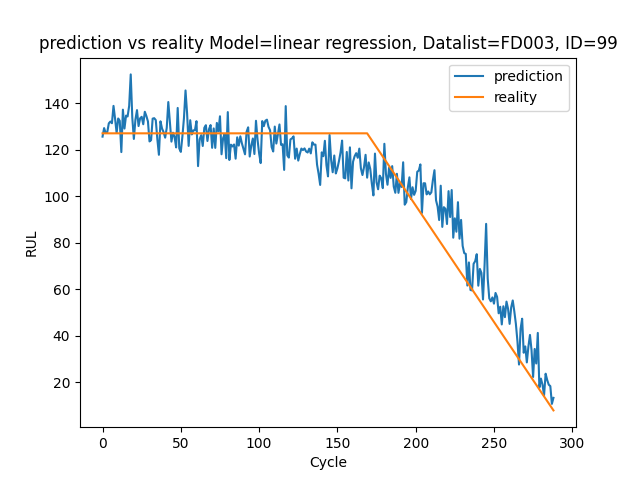 prediction vs reality Model=linear regression, Datalist=FD003, ID=99
prediction
reality
RUL
140
120
100
80
60
40
20
0 50 100 150 200 250 300
Cycle